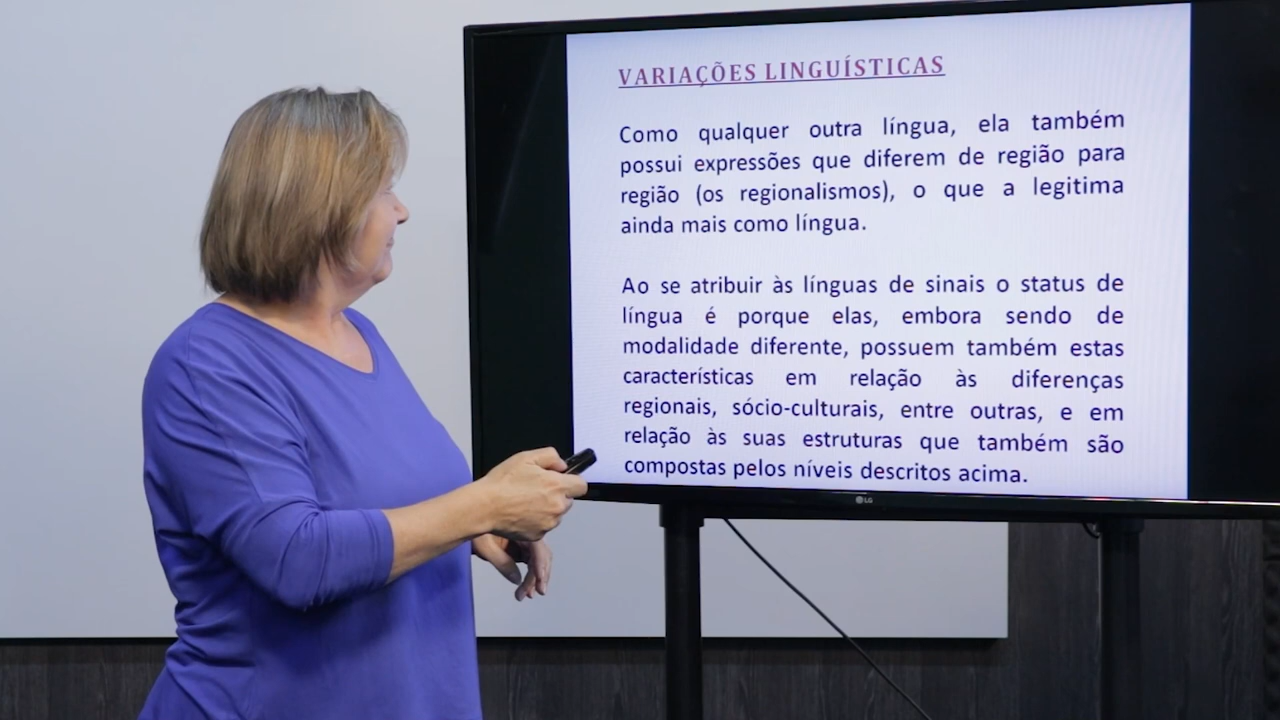 VARIAÇÕES LINGUÍSTICAS
Como qualquer outra língua, ela também
possui expressões que diferem de região para
região (os regionalismos), o que a legitima
ainda mais como língua.
Ao se atribuir às línguas de sinais o status de
língua é porque elas, embora sendo de
modalidade diferente, possuem também estas
características em relação às diferenças
regionais, sócio-culturais, entre outras, e em
relação às suas estruturas que também são
compostas pelos níveis descritos acima.
LG